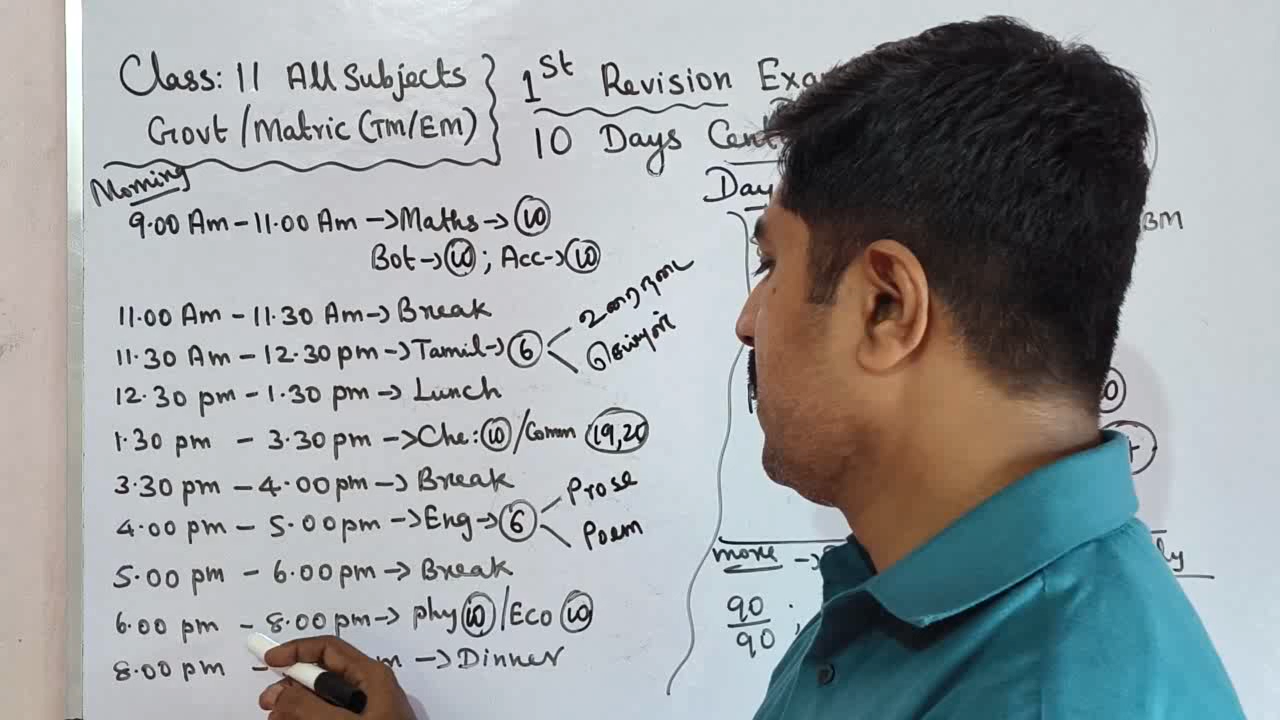 Class: 11 All Subjects
Govt/Matric (TM/EM)
1st Revision
10 Days
Day
Morning
9.00 Am - 11.00 Am → Maths → 10
Bot → 10 ; Acc → 10
11.00 Am - 11.30 Am → Break
11.30 Am - 12.30 pm → Tamil → 6
உரைநடை
செய்யுள்
12.30 pm - 1.30 pm → Lunch
1.30 pm - 3.30 pm → Che: 10 / Comm 19,20
3.30 pm - 4.00 pm → Break
4.00 pm - 5.00 pm → Eng → 6
Prose
Poem
5.00 pm - 6.00 pm → Break
6.00 pm - 8.00 pm → phy 10 / Eco 10
8.00 pm - m → Dinner
BM
more →
90/90 ;